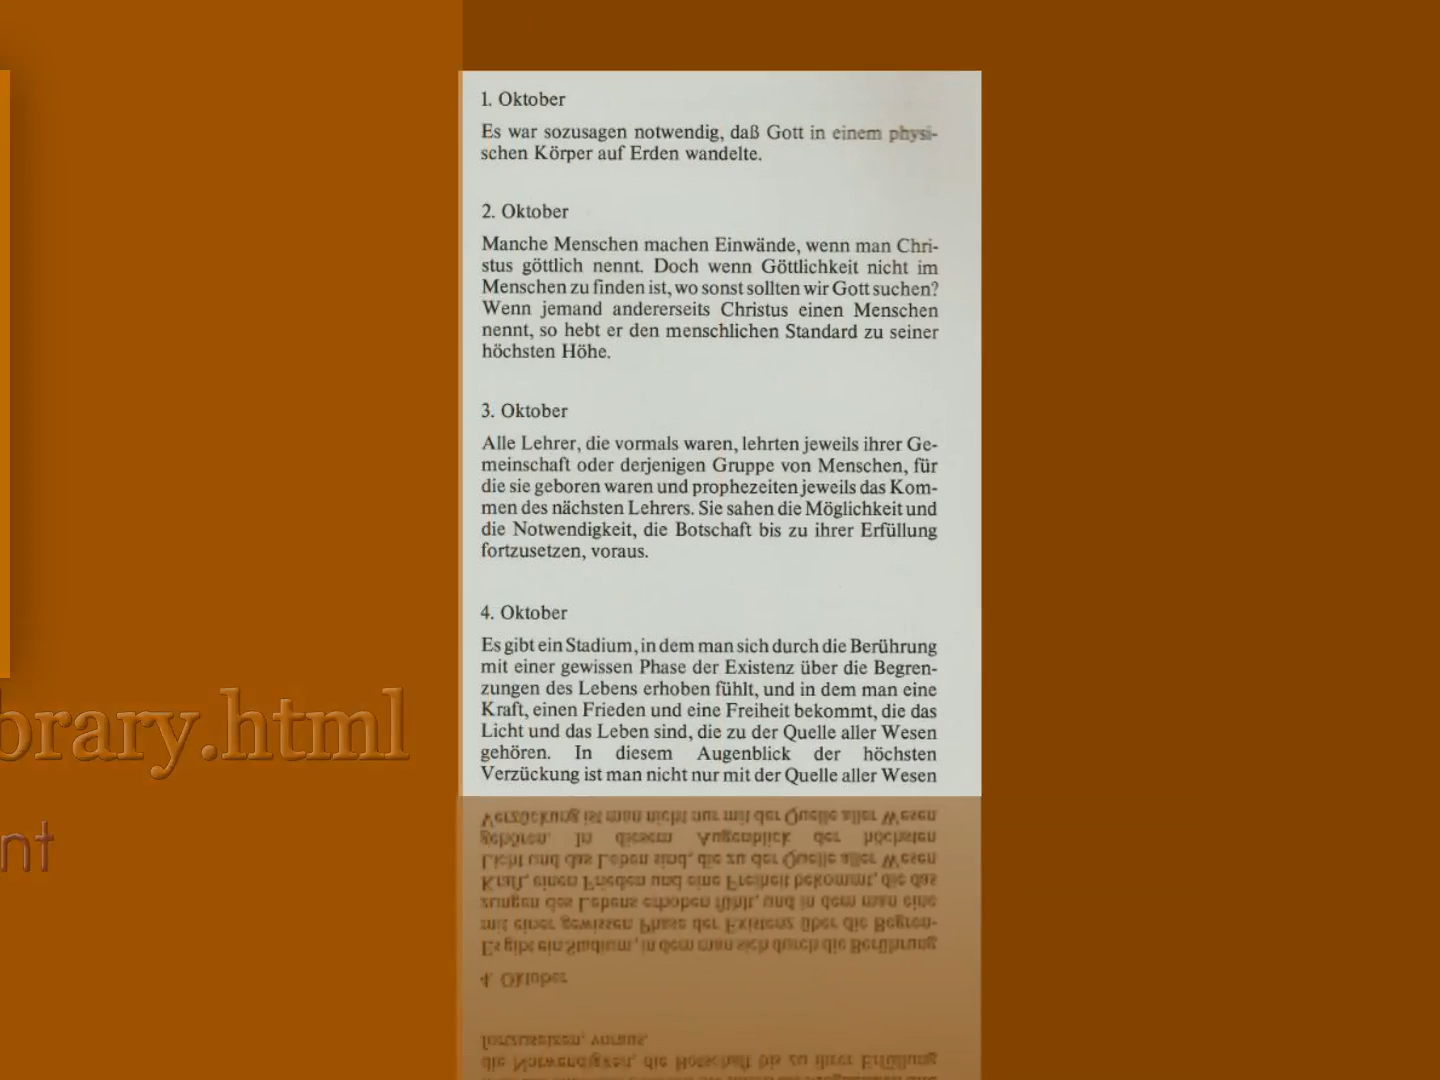 1. Oktober
Es war sozusagen notwendig, daß Gott in einem physi-
schen Körper auf Erden wandelte.
2. Oktober
Manche Menschen machen Einwände, wenn man Chri-
stus göttlich nennt. Doch wenn Göttlichkeit nicht im
Menschen zu finden ist, wo sonst sollten wir Gott suchen?
Wenn jemand andererseits Christus einen Menschen
nennt, so hebt er den menschlichen Standard zu seiner
höchsten Höhe.
3. Oktober
Alle Lehrer, die vormals waren, lehrten jeweils ihrer Ge-
meinschaft oder derjenigen Gruppe von Menschen, für
die sie geboren waren und prophezeiten jeweils das Kom-
men des nächsten Lehrers. Sie sahen die Möglichkeit und
die Notwendigkeit, die Botschaft bis zu ihrer Erfüllung
fortzusetzen, voraus.
4. Oktober
Es gibt ein Stadium, in dem man sich durch die Berührung
mit einer gewissen Phase der Existenz über die Begren-
zungen des Lebens erhoben fühlt, und in dem man eine
Kraft, einen Frieden und eine Freiheit bekommt, die das
Licht und das Leben sind, die zu der Quelle aller Wesen
gehören. In diesem Augenblick der höchsten
Verzückung ist man nicht nur mit der Quelle aller Wesen
brary.html
nt